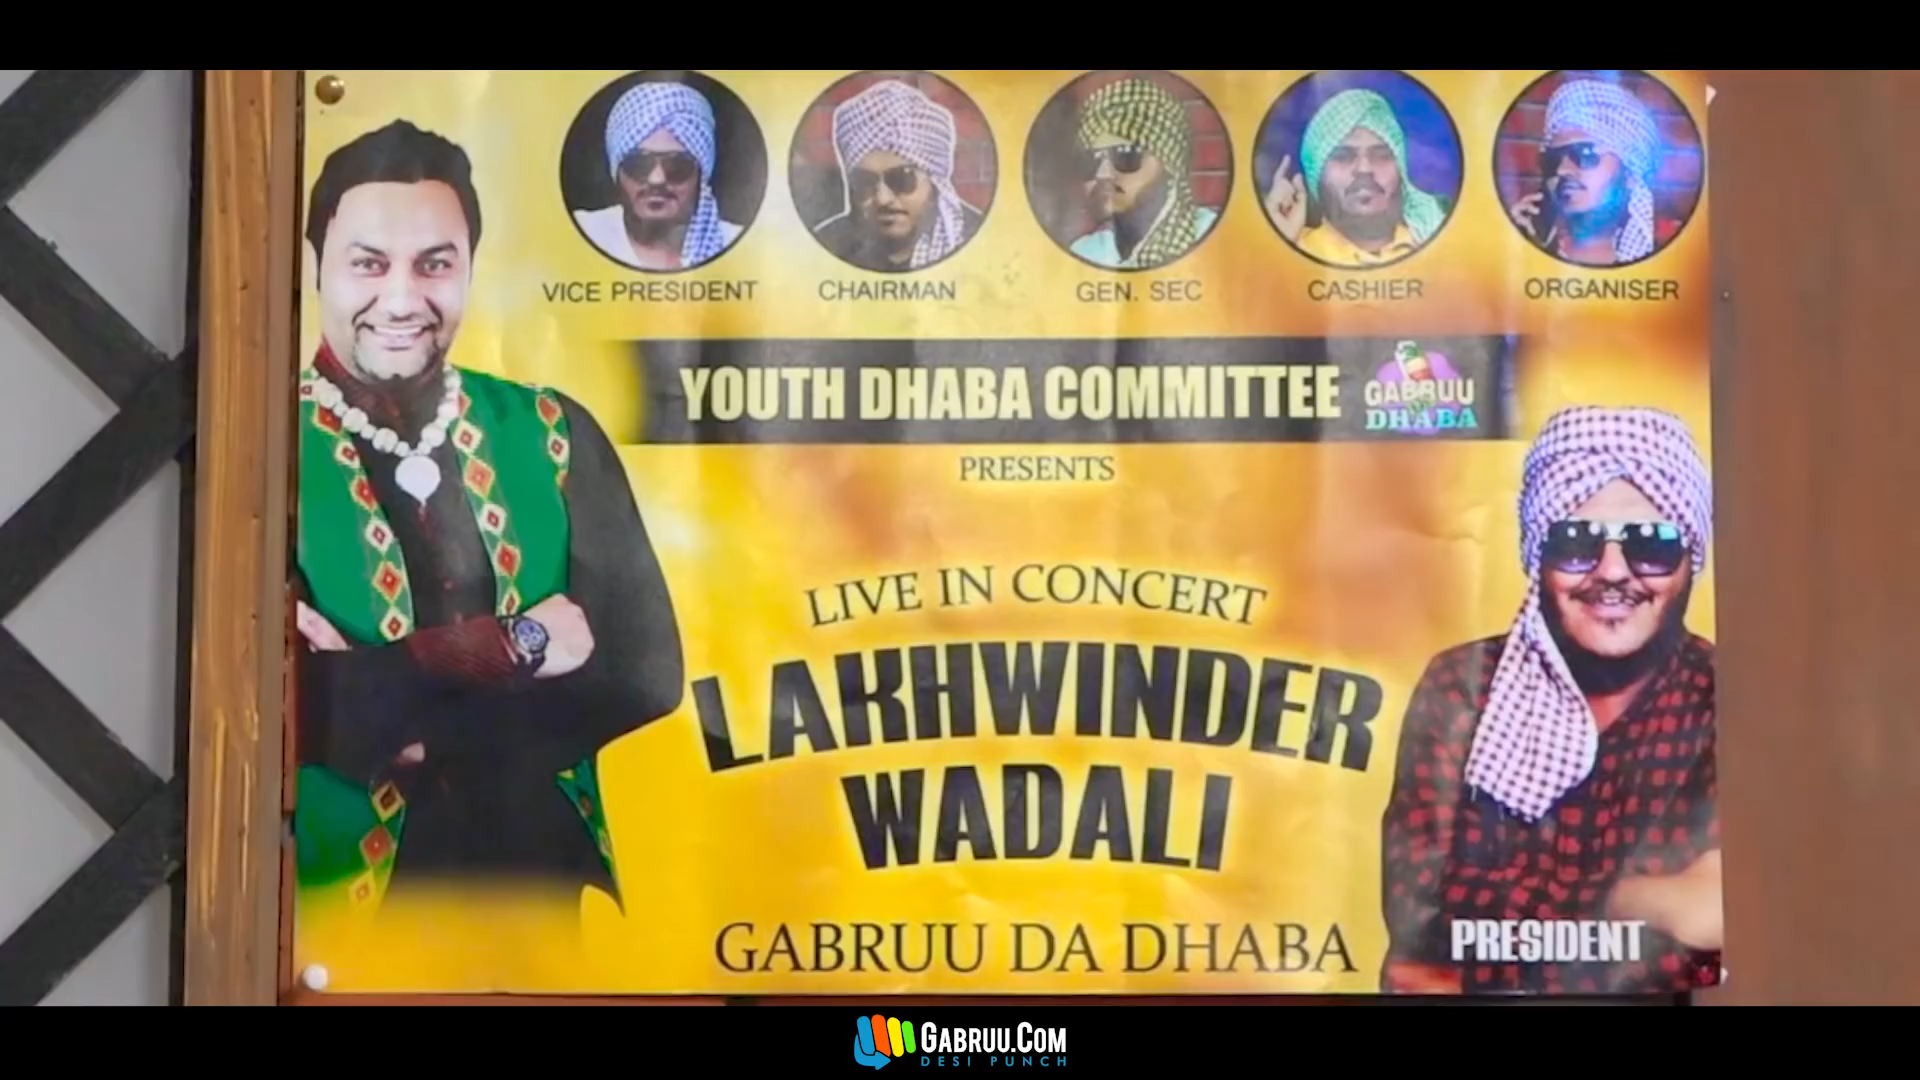 VICE PRESIDENT
CHAIRMAN
GEN. SEC
CASHIER
ORGANISER
YOUTH DHABA COMMITTEE
GABRUU
DHABA
PRESENTS
LIVE IN CONCERT
LAKHWINDER
WADALI
GABRUU DA DHABA
PRESIDENT
GABRUU.COM
DESI PUNCH